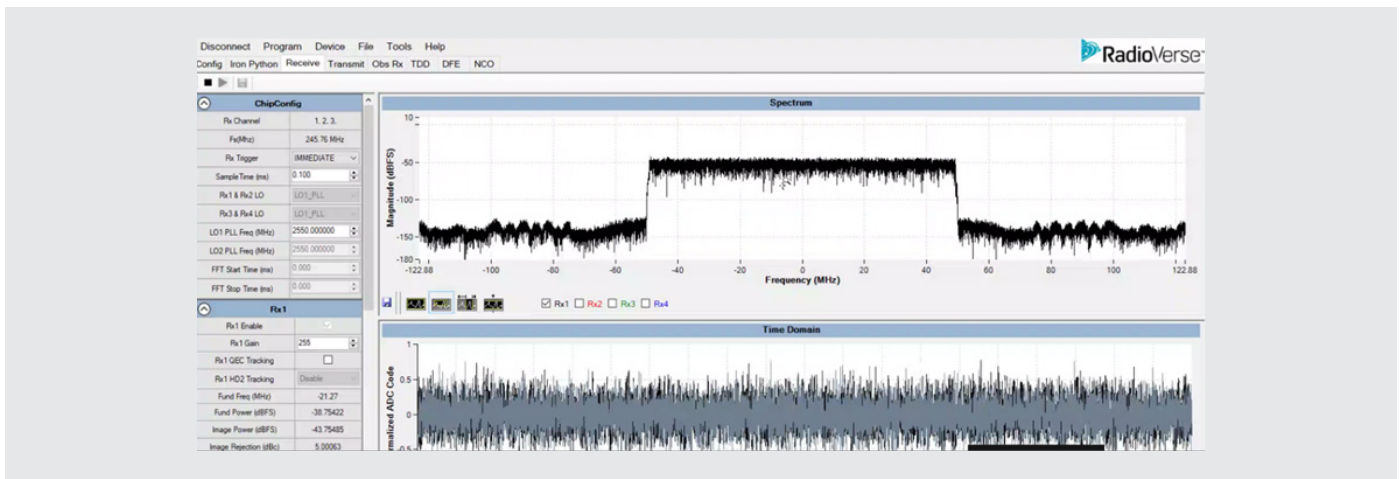 Disconnect Program Device File Tools Help
RadioVerse
Config Iron Python Receive Transmit Obs Rx TDD DFE NCO
ChipConfig
Rx Channel 1, 2, 3,
Fs(Mhz) 245.76 MHz
Rx Trigger IMMEDIATE
Sample Time (ms) 0.100
Rx1 & Rx2 LO LO1_PLL
Rx3 & Rx4 LO LO1_PLL
LO1 PLL Freq (MHz) 2550.000000
LO2 PLL Freq (MHz) 2550.000000
FFT Start Time (ms) 0.000
FFT Stop Time (ms) 0.000
Rx1
Rx1 Enable
Rx1 Gain 255
Rx1 QEC Tracking
Rx1 HD2 Tracking Disable
Fund Freq (MHz) -21.27
Fund Power (dBFS) -38.75422
Image Power (dBFS) -43.75485
Image Rejection (dBc) 5.00063
Spectrum
Magnitude (dBFS)
10
-50
-100
-150
-180
-122.88 -100 -80 -60 -40 -20 0 20 40 60 80 100 122.88
Frequency (MHz)
Rx1 Rx2 Rx3 Rx4
Time Domain
ormalized ADC Code
1
0.5
0
-0.5